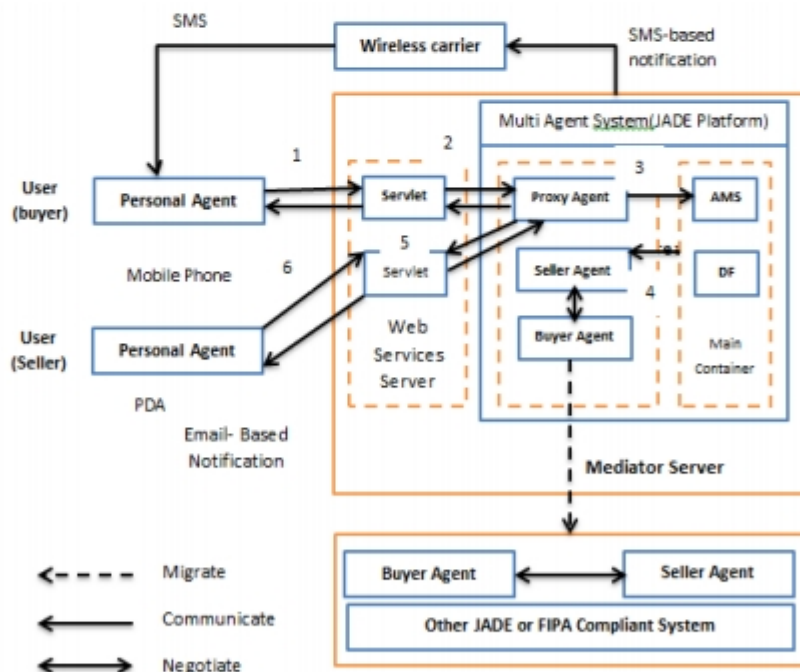 SMS
Wireless carrier
SMS-based
notification
Multi Agent System(JADE Platform)
1
2
3
User
(buyer)
Personal Agent
Servlet
Proxy Agent
AMS
5
Mobile Phone
6
Servlet
Seller Agent
DF
4
User
(Seller)
Personal Agent
Web
Services
Server
Buyer Agent
Main
Container
PDA
Email- Based
Notification
Mediator Server
Migrate
Communicate
Negotiate
Buyer Agent
Seller Agent
Other JADE or FIPA Compliant System